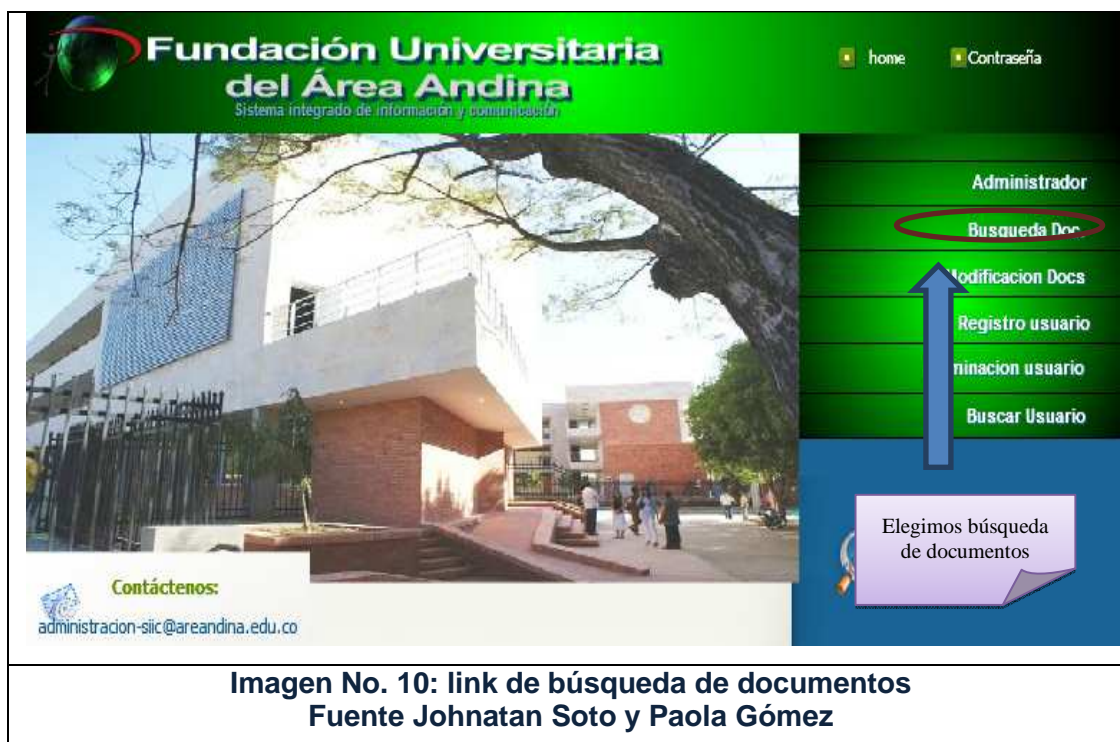 Fundación Universitaria
del Área Andina
Sistema integrado de información y comunicación
home
Contraseña
Administrador
Busqueda Doc
Modificacion Docs
Registro usuario
minacion usuario
Buscar Usuario
Elegimos búsqueda
de documentos
Contáctenos:
administracion-siic@areandina.edu.co
Imagen No. 10: link de búsqueda de documentos
Fuente Johnatan Soto y Paola Gómez